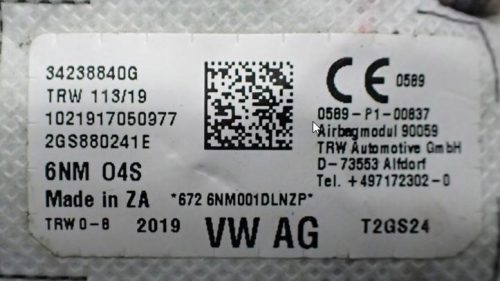 34238840G
TRW 113/19
1021917050977
2GS880241E
6NM 04S
Made in ZA *672 6NM001DLNZP*
TRW 0-8 2019 VW AG T2GS24
CE 0589
0589-P1-00837
Airbagmodul 90059
TRW Automotive GmbH
D-73553 Alfdorf
Tel. +497172302-0